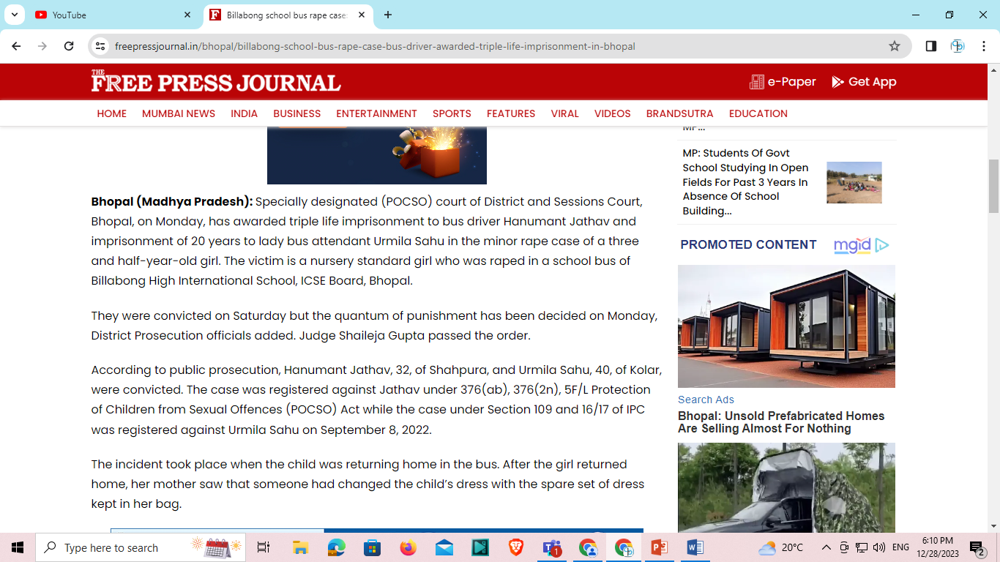 YouTube
Billabong school bus rape case:
freepressjournal.in/bhopal/billabong-school-bus-rape-case-bus-driver-awarded-triple-life-imprisonment-in-bhopal
THE
FREE PRESS JOURNAL
e-Paper
Get App
HOME MUMBAI NEWS INDIA BUSINESS ENTERTAINMENT SPORTS FEATURES VIRAL VIDEOS BRANDSUTRA EDUCATION
Bhopal (Madhya Pradesh): Specially designated (POCSO) court of District and Sessions Court,
Bhopal, on Monday, has awarded triple life imprisonment to bus driver Hanumant Jathav and
imprisonment of 20 years to lady bus attendant Urmila Sahu in the minor rape case of a three
and half-year-old girl. The victim is a nursery standard girl who was raped in a school bus of
Billabong High International School, ICSE Board, Bhopal.
They were convicted on Saturday but the quantum of punishment has been decided on Monday,
District Prosecution officials added. Judge Shaileja Gupta passed the order.
According to public prosecution, Hanumant Jathav, 32, of Shahpura, and Urmila Sahu, 40, of Kolar,
were convicted. The case was registered against Jathav under 376(ab), 376(2n), 5F/L Protection
of Children from Sexual Offences (POCSO) Act while the case under Section 109 and 16/17 of IPC
was registered against Urmila Sahu on September 8, 2022.
The incident took place when the child was returning home in the bus. After the girl returned
home, her mother saw that someone had changed the child's dress with the spare set of dress
kept in her bag.
MP...
MP: Students Of Govt
School Studying In Open
Fields For Past 3 Years In
Absence Of School
Building...
PROMOTED CONTENT
mgid
Search Ads
Bhopal: Unsold Prefabricated Homes
Are Selling Almost For Nothing
Type here to search
1
20°C
ENG
6:10 PM
12/28/2023
2